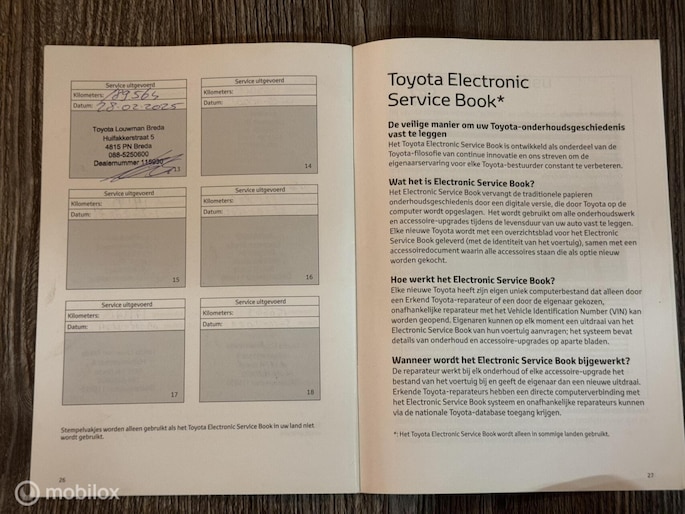 Service uitgevoerd
Kilometers: 189564
Datum: 28-02-2025
Toyota Louwman Breda
Huifakkerstraat 5
4815 PN Breda
088-5250600
Dealernummer
13
Service uitgevoerd
Kilometers:
Datum:
14
Service uitgevoerd
Kilometers:
Datum:
15
Service uitgevoerd
Kilometers:
Datum:
16
Service uitgevoerd
Kilometers:
Datum:
17
Service uitgevoerd
Kilometers:
Datum:
18
Stempelvakjes worden alleen gebruikt als het Toyota Electronic Service Book in uw land niet
wordt gebruikt.
26
Toyota Electronic
Service Book*
De veilige manier om uw Toyota-onderhoudsgeschiedenis
vast te leggen
Het Toyota Electronic Service Book is ontwikkeld als onderdeel van de
Toyota-filosofie van continue innovatie en ons streven om de
eigenaarservaring voor elke Toyota-bestuurder constant te verbeteren.
Wat het is Electronic Service Book?
Het Electronic Service Book vervangt de traditionele papieren
onderhoudsgeschiedenis door een digitale versie, die door Toyota op de
computer wordt opgeslagen. Het wordt gebruikt om alle onderhoudswerk
en accessoire-upgrades tijdens de levensduur van uw auto vast te leggen.
Elke nieuwe Toyota wordt met een overzichtsblad voor het Electronic
Service Book geleverd (met de identiteit van het voertuig), samen met een
accessoiredocument waarin alle accessoires staan die als optie nieuw
worden gekocht.
Hoe werkt het Electronic Service Book?
Elke nieuwe Toyota heeft zijn eigen uniek computerbestand dat alleen door
een Erkend Toyota-reparateur of een door de eigenaar gekozen,
onafhankelijke reparateur met het Vehicle Identification Number (VIN) kan
worden geopend. Eigenaren kunnen op elk moment een uitdraai van het
Electronic Service Book van hun voertuig aanvragen; het systeem bevat
details van onderhoud en accessoire-upgrades op aparte bladen.
Wanneer wordt het Electronic Service Book bijgewerkt?
De reparateur werkt bij elk onderhoud of elke accessoire-upgrade het
bestand van het voertuig bij en geeft de eigenaar dan een nieuwe uitdraai.
Erkende Toyota-reparateurs hebben een directe computerverbinding met
het Electronic Service Book systeem en onafhankelijke reparateurs kunnen
via de nationale Toyota-database toegang krijgen.
*: Het Toyota Electronic Service Book wordt alleen in sommige landen gebruikt.
27
mobilox